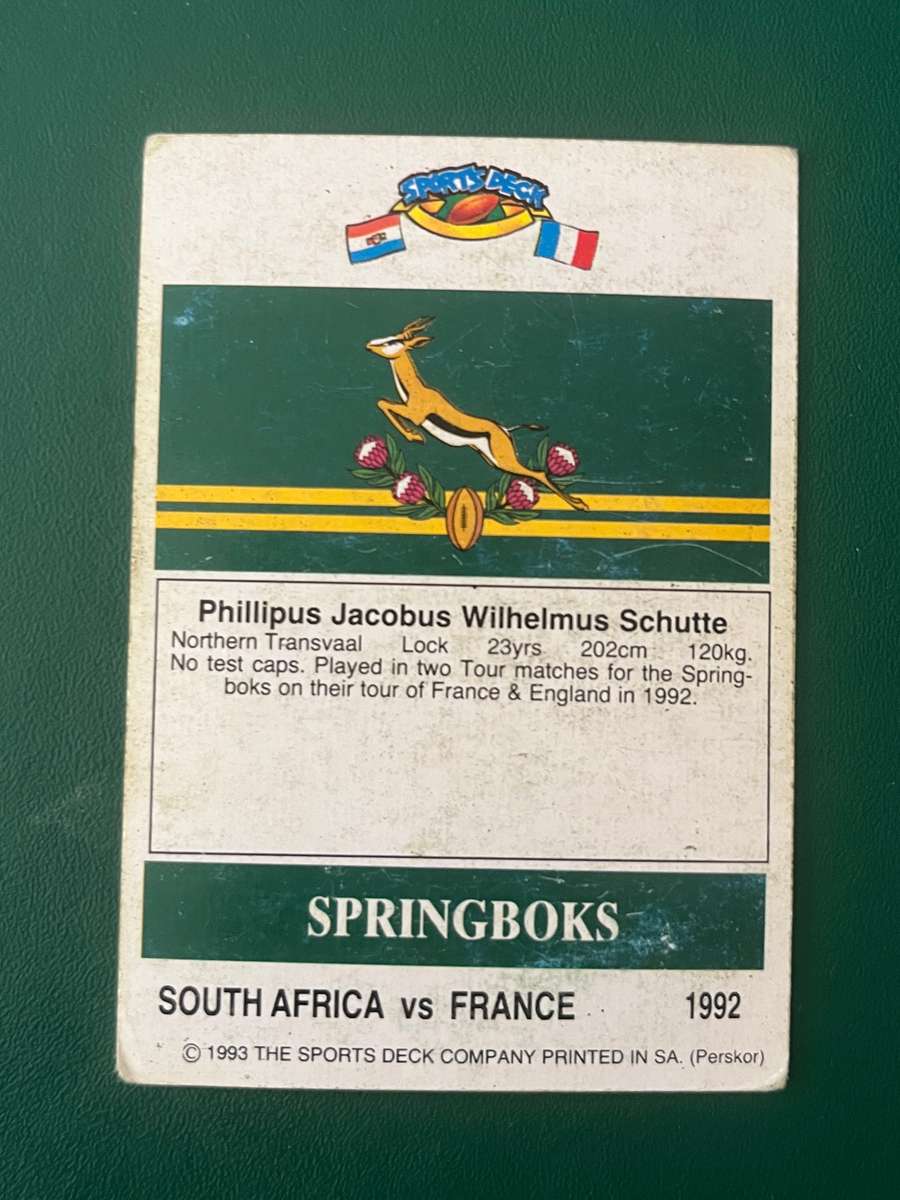 SPORTS DECK
Phillipus Jacobus Wilhelmus Schutte
Northern Transvaal Lock 23yrs 202cm 120kg.
No test caps. Played in two Tour matches for the Spring-
boks on their tour of France & England in 1992.
SPRINGBOKS
SOUTH AFRICA vs FRANCE 1992
© 1993 THE SPORTS DECK COMPANY PRINTED IN SA. (Perskor)